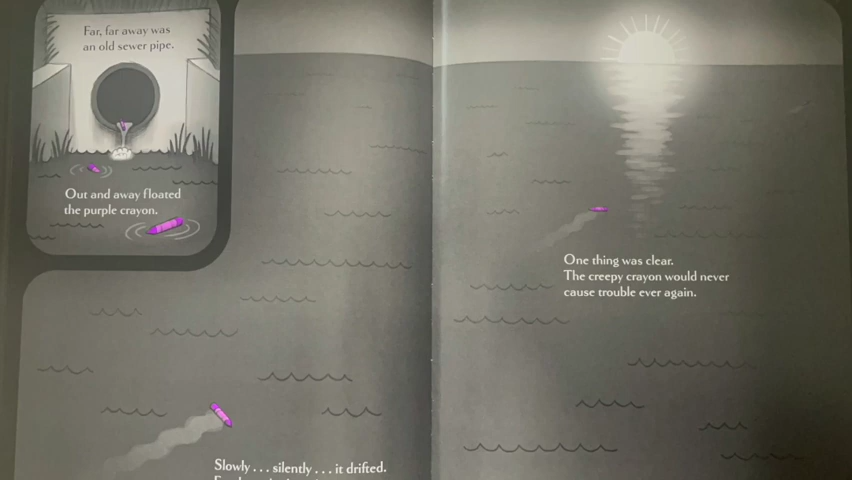 Far, far away was
an old sewer pipe.
Out and away floated
the purple crayon.
Slowly . . . silently . . . it drifted.
One thing was clear.
The creepy crayon would never
cause trouble ever again.